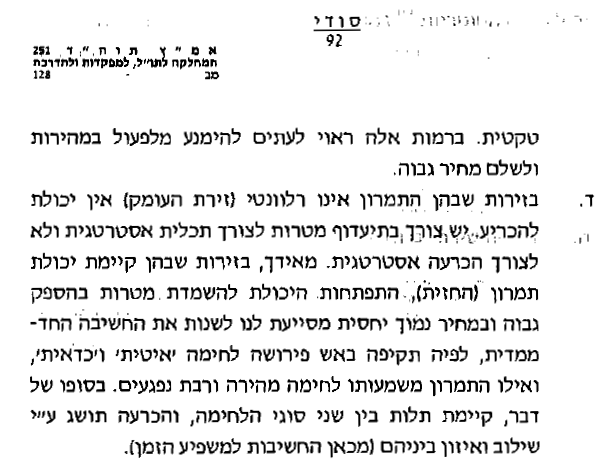 סודי
92
אמ"ץ תוה"ד 251
המחלקה לתו"ל, למפקדות ולהדרכה
מב - 128
טקטית. ברמות אלה ראוי לעתים להימנע מלפעול במהירות
ולשלם מחיר גבוה.
ד. בזירות שבהן התמרון אינו רלוונטי (זירת העומק) אין יכולת
להכריע. יש צורך בתיעדוף מטרות לצורך תכלית אסטרטגית ולא
לצורך הכרעה אסטרטגית. מאידך, בזירות שבהן קיימת יכולת
תמרון (החזית), התפתחות היכולת להשמדת מטרות בהספק
גבוה ובמחיר נמוך יחסית מסייעת לנו לשנות את החשיבה החד-
ממדית, לפיה תקיפה באש פירושה לחימה 'איטית' ו'כדאית',
ואילו התמרון משמעותו לחימה מהירה ורבת נפגעים. בסופו של
דבר, קיימת תלות בין שני סוגי הלחימה, והכרעה תושג ע"י
שילוב ואיזון ביניהם (מכאן החשיבות למשפיע הזמן).